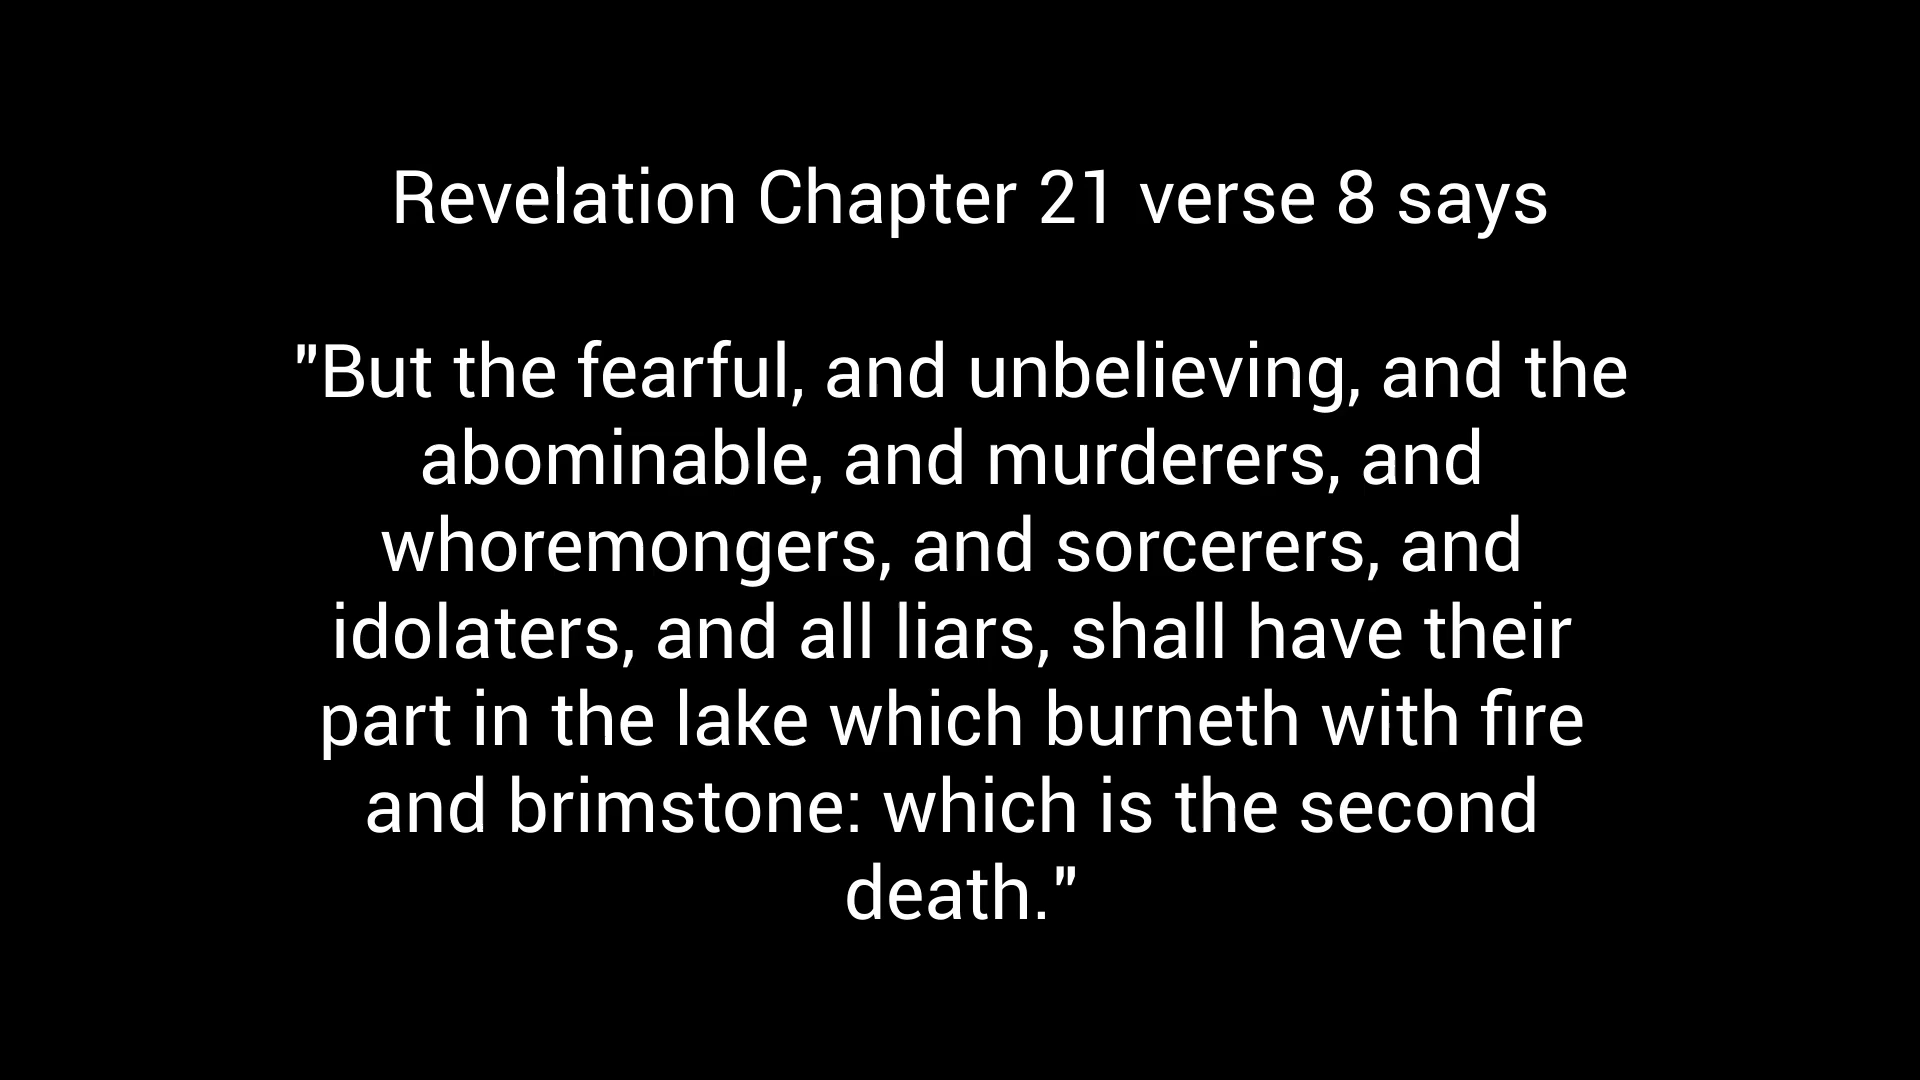 Revelation Chapter 21 verse 8 says
"But the fearful, and unbelieving, and the
abominable, and murderers, and
whoremongers, and sorcerers, and
idolaters, and all liars, shall have their
part in the lake which burneth with fire
and brimstone: which is the second
death."